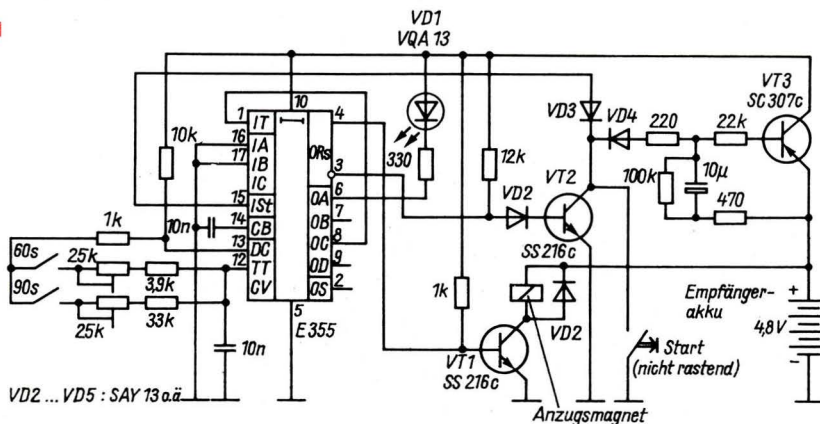 VD1
VQA 13
VT3
SC 307c
10
1
IT
4
16
IA
17
IB
IC
15
ISt
14
CB
13
DC
12
TT
CV
ORs
3
6
OA
7
OB
8
OC
9
OD
2
OS
5
E355
10k
330
12k
VD3
VD4
220
22k
100k
10µ
470
VD2
VT2
SS 216c
1k
10n
60s
25k
3,9k
90s
25k
33k
10n
1k
VT1
SS 216c
VD2
Empfänger-
akku
4,8V
+
−
Start
(nicht rastend)
VD2 ... VD5 : SAY 13 o.ä
Anzugsmagnet